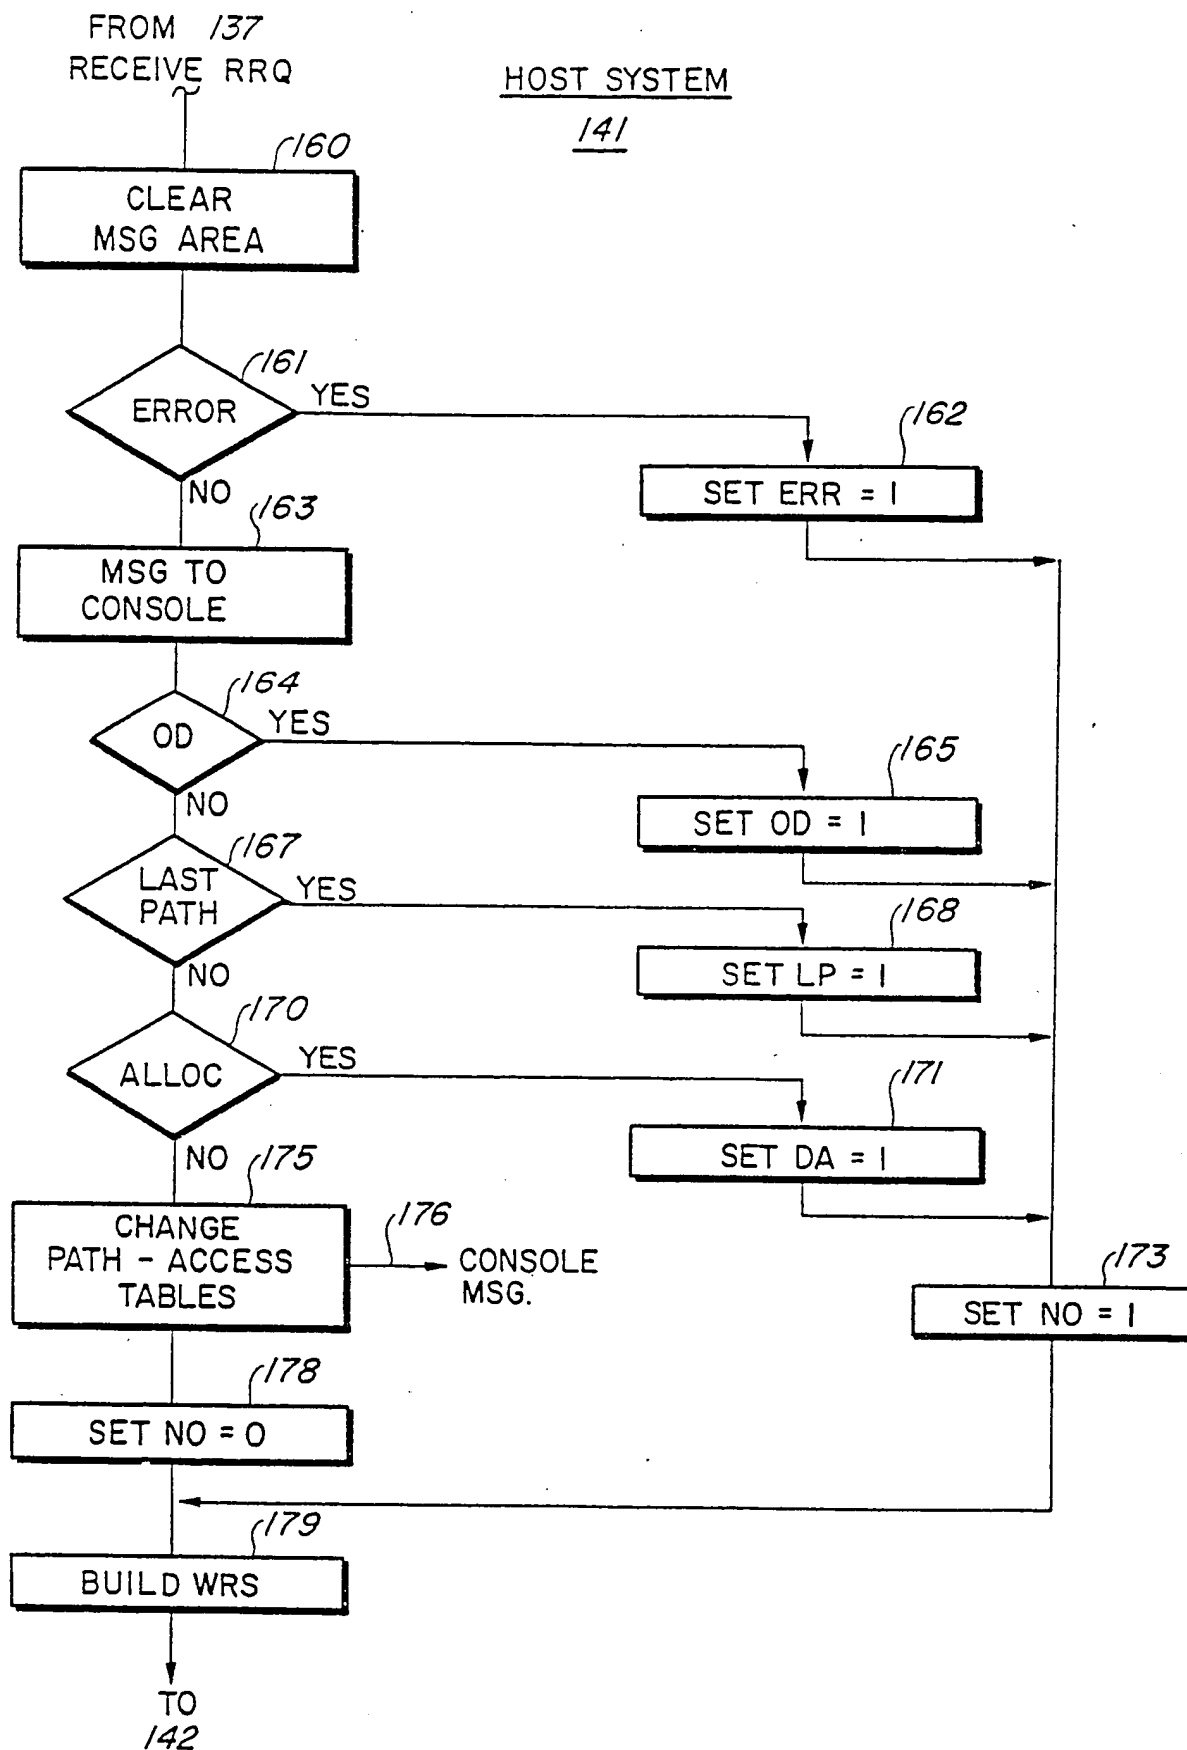 FROM 137
RECEIVE RRQ
HOST SYSTEM
141
160
CLEAR
MSG AREA
161
ERROR
YES
162
SET ERR = 1
NO
163
MSG TO
CONSOLE
164
OD
YES
165
SET OD = 1
NO
167
LAST
PATH
YES
168
SET LP = 1
NO
170
ALLOC
YES
171
SET DA = 1
NO
175
CHANGE
PATH - ACCESS
TABLES
176
CONSOLE
MSG.
173
SET NO = 1
178
SET NO = 0
179
BUILD WRS
TO
142